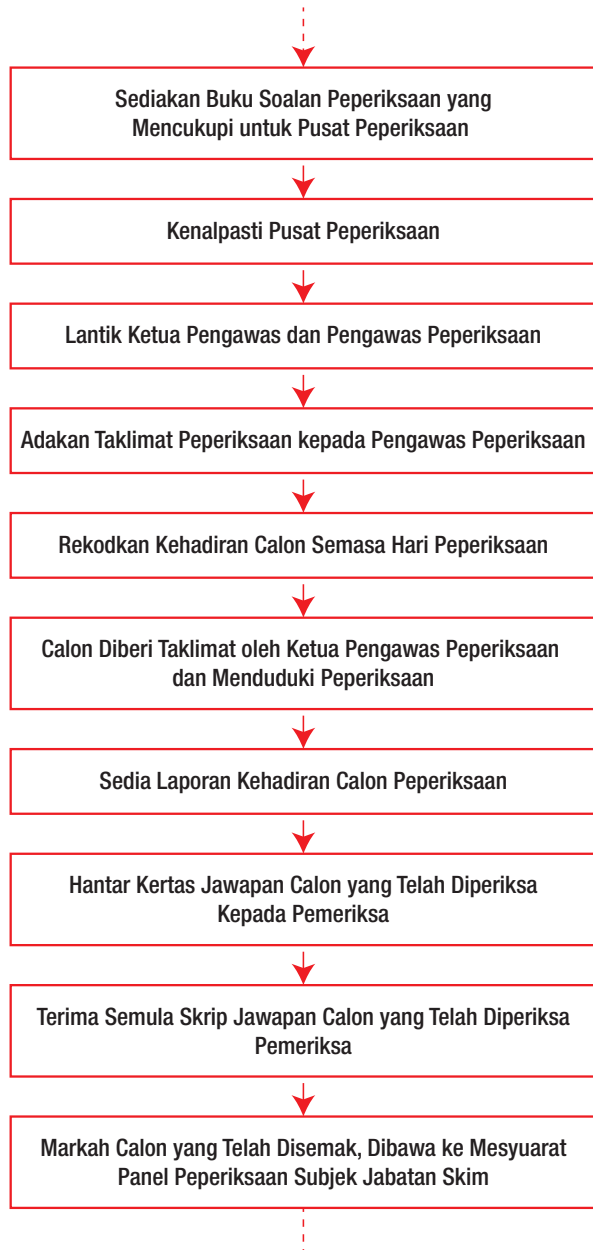 Sediakan Buku Soalan Peperiksaan yang
Mencukupi untuk Pusat Peperiksaan
Kenalpasti Pusat Peperiksaan
Lantik Ketua Pengawas dan Pengawas Peperiksaan
Adakan Taklimat Peperiksaan kepada Pengawas Peperiksaan
Rekodkan Kehadiran Calon Semasa Hari Peperiksaan
Calon Diberi Taklimat oleh Ketua Pengawas Peperiksaan
dan Menduduki Peperiksaan
Sedia Laporan Kehadiran Calon Peperiksaan
Hantar Kertas Jawapan Calon yang Telah Diperiksa
Kepada Pemeriksa
Terima Semula Skrip Jawapan Calon yang Telah Diperiksa
Pemeriksa
Markah Calon yang Telah Disemak, Dibawa ke Mesyuarat
Panel Peperiksaan Subjek Jabatan Skim